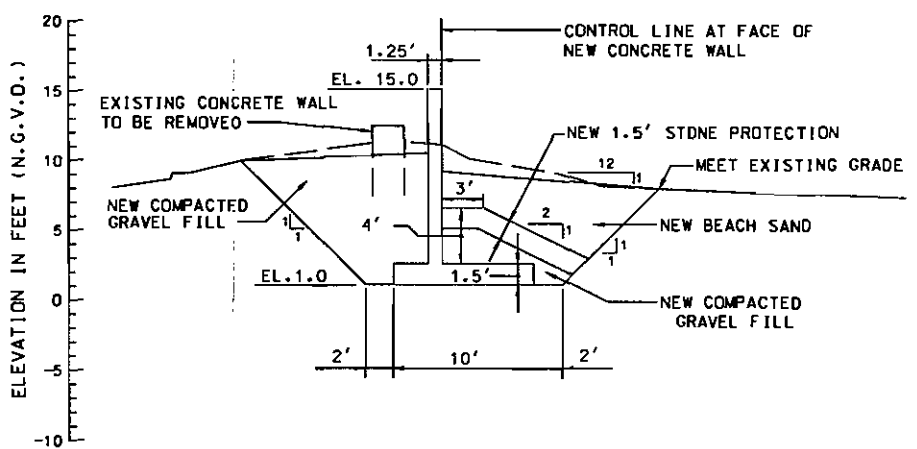 20
15
10
5
0
-5
-10
ELEVATION IN FEET (N.G.V.D.)
CONTROL LINE AT FACE OF
NEW CONCRETE WALL
1.25'
EL. 15.0
EXISTING CONCRETE WALL
TO BE REMOVED
NEW 1.5' STONE PROTECTION
12
1
MEET EXISTING GRADE
3'
NEW COMPACTED
GRAVEL FILL
1
1
4'
2
1
NEW BEACH SAND
1
1
EL.1.0
1.5'
NEW COMPACTED
GRAVEL FILL
2'
10'
2'